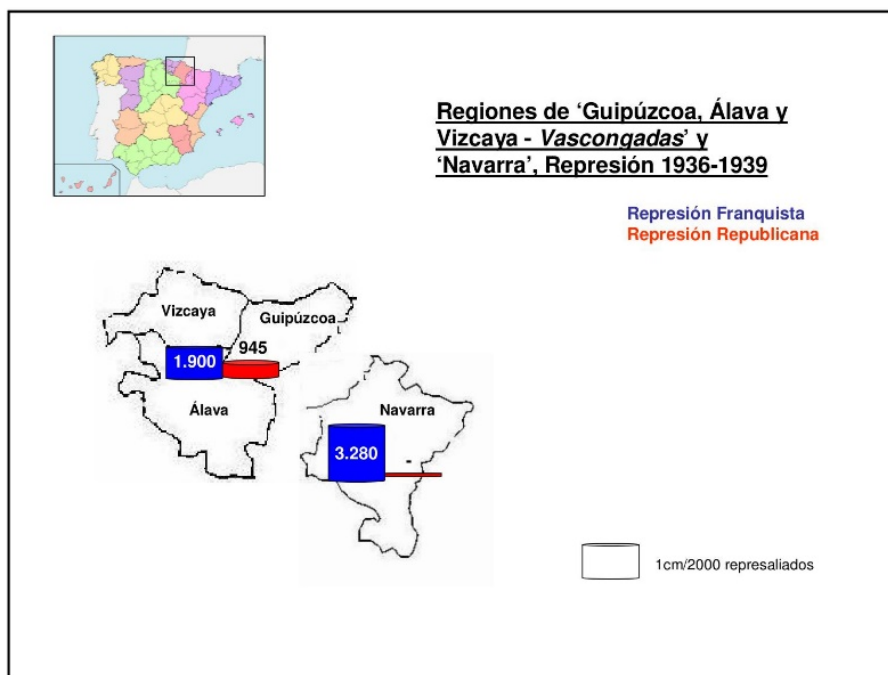 Regiones de ‘Guipúzcoa, Álava y
Vizcaya - Vascongadas’ y
‘Navarra’, Represión 1936-1939
Represión Franquista
Represión Republicana
Vizcaya
Guipúzcoa
945
1.900
Álava
Navarra
3.280
-
1cm/2000 represaliados